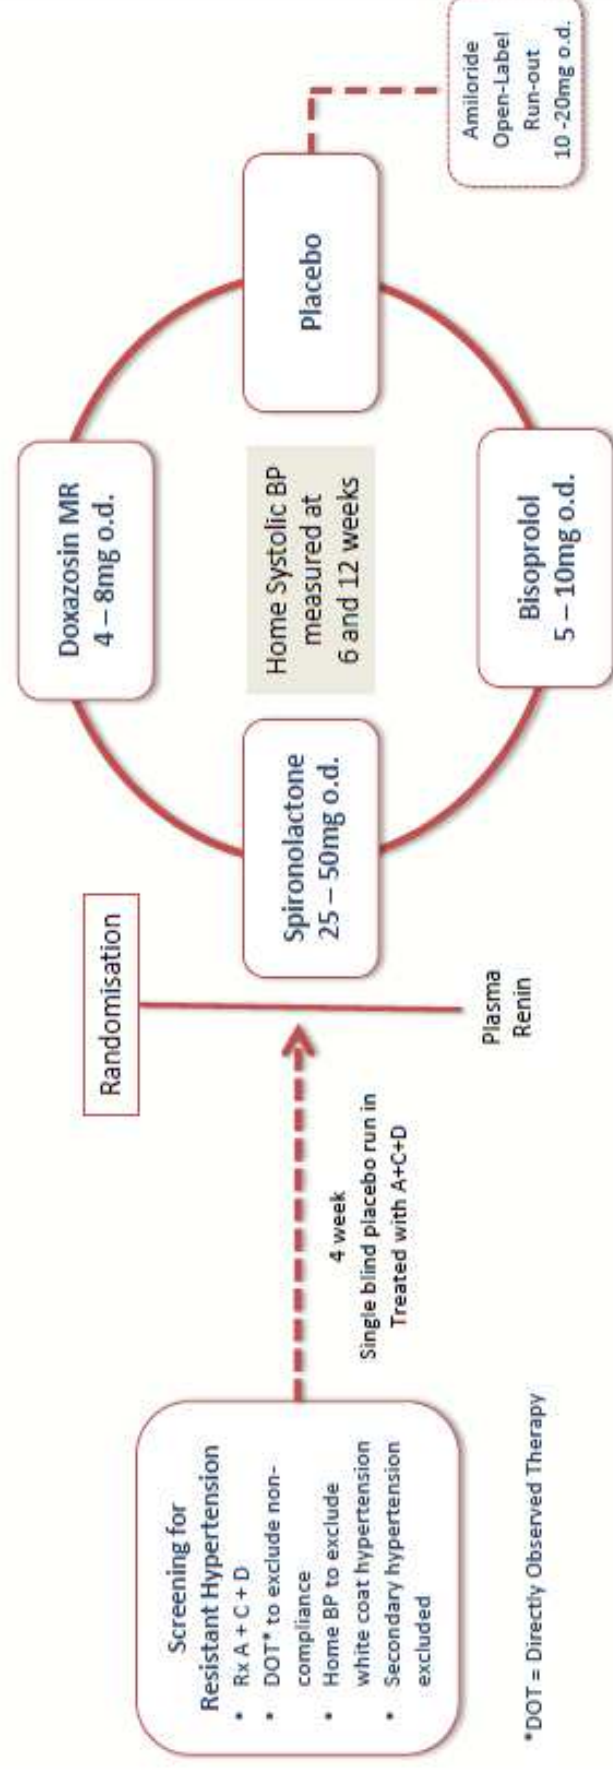 Screening for
Resistant Hypertension
• Rx A + C + D
• DOT* to exclude non-
compliance
• Home BP to exclude
white coat hypertension
• Secondary hypertension
excluded
*DOT = Directly Observed Therapy
4 week
Single blind placebo run in
Treated with A+C+D
Randomisation
Plasma
Renin
Doxazosin MR
4 – 8mg o.d.
Spironolactone
25 – 50mg o.d.
Home Systolic BP
measured at
6 and 12 weeks
Placebo
Bisoprolol
5 – 10mg o.d.
Amiloride
Open-Label
Run-out
10 -20mg o.d.